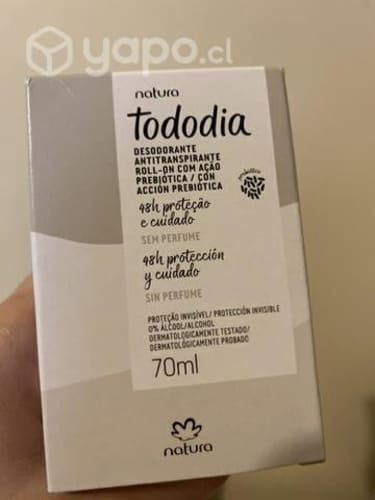 yapo.cl
natura
tododia
DESODORANTE
ANTITRANSPIRANTE
ROLL-ON COM AÇÃO
PREBIÓTICA / CON
ACCIÓN PREBIÓTICA
prebiótico
48h proteção
e cuidado
SEM PERFUME
48h protección
y cuidado
SIN PERFUME
PROTEÇÃO INVISÍVEL/ PROTECCIÓN INVISIBLE
0% ÁLCOOL/ALCOHOL
DERMATOLOGICAMENTE TESTADO/
DERMATOLÓGICAMENTE PROBADO
70ml
natura